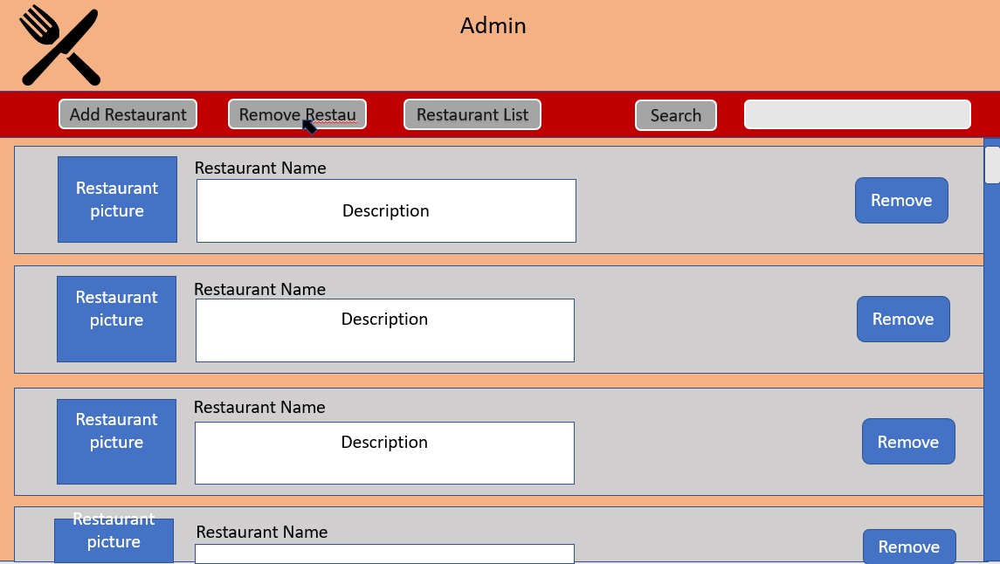 Admin
Add Restaurant
Remove Restau
Restaurant List
Search
Restaurant
picture
Restaurant Name
Description
Remove
Restaurant
picture
Restaurant Name
Description
Remove
Restaurant
picture
Restaurant Name
Description
Remove
Restaurant
picture
Restaurant Name
Remove